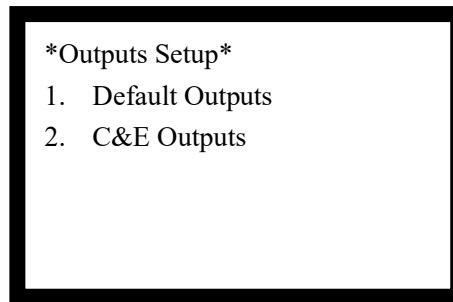 *Outputs Setup*
1. Default Outputs
2. C&E Outputs